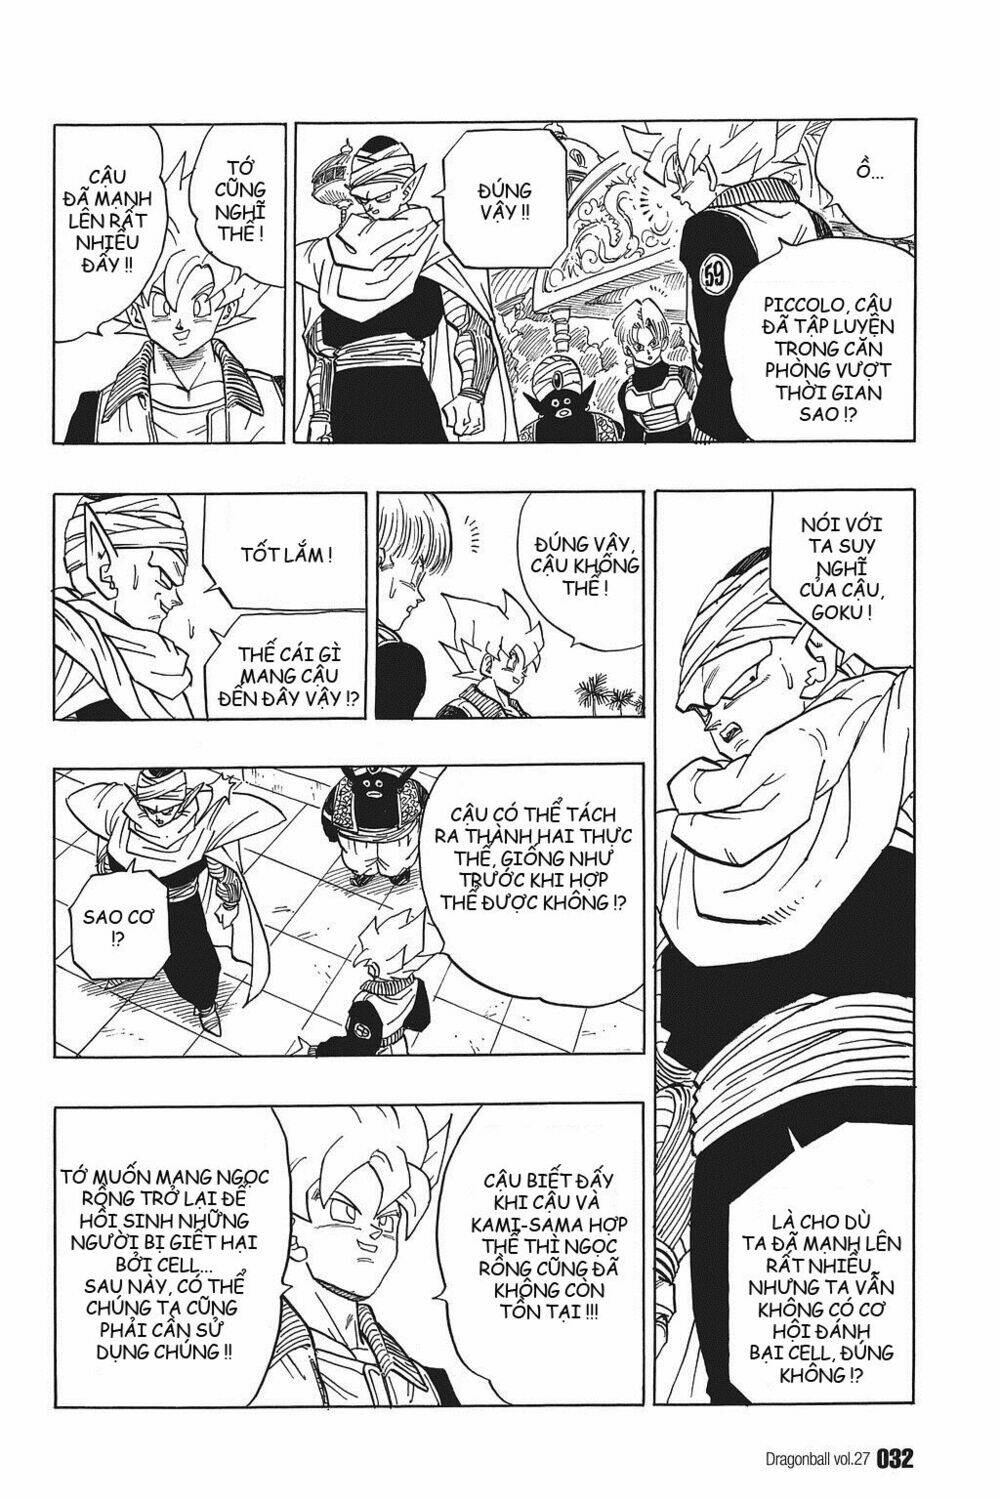 Ồ...
PICCOLO, CẬU
ĐÃ TẬP LUYỆN
TRONG CĂN
PHÒNG VƯỢT
THỜI GIAN
SAO !?
59
ĐÚNG
VẬY !!
TỚ
CŨNG
NGHĨ
THẾ !
CẬU
ĐÃ MẠNH
LÊN RẤT
NHIỀU
ĐẤY !!
NÓI VỚI
TA SUY
NGHĨ
CỦA CẬU,
GOKU !
LÀ CHO DÙ
TA ĐÃ MẠNH LÊN
RẤT NHIỀU,
NHƯNG TA VẪN
KHÔNG CÓ CƠ
HỘI ĐÁNH
BẠI CELL, ĐÚNG
KHÔNG !?
ĐÚNG VẬY,
CẬU KHÔNG
THỂ !
TỐT LẮM !
THẾ CÁI GÌ
MANG CẬU
ĐẾN ĐÂY VẬY !?
CẬU CÓ THỂ TÁCH
RA THÀNH HAI THỰC
THỂ, GIỐNG NHƯ
TRƯỚC KHI HỢP
THỂ ĐƯỢC KHÔNG !?
SAO CƠ
!?
59
CẬU BIẾT ĐẤY
KHI CẬU VÀ
KAMI-SAMA HỢP
THỂ THÌ NGỌC
RỒNG CŨNG ĐÃ
KHÔNG CÒN
TỒN TẠI !!!
TỚ MUỐN MANG NGỌC
RỒNG TRỞ LẠI ĐỂ
HỒI SINH NHỮNG
NGƯỜI BỊ GIẾT HẠI
BỞI CELL...
SAU NÀY, CÓ THỂ
CHÚNG TA CŨNG
PHẢI CẦN SỬ
DỤNG CHÚNG !!
Dragonball vol.27 032